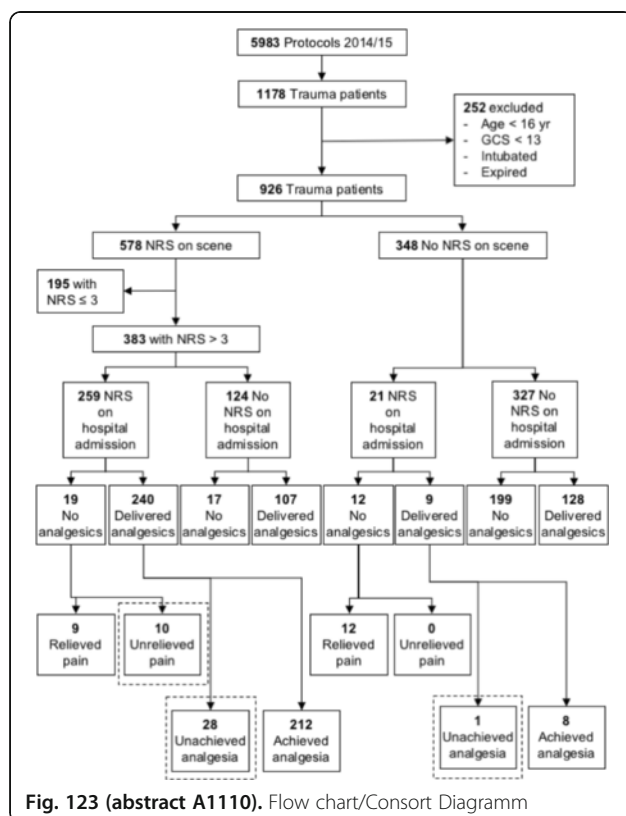 5983 Protocols 2014/15
1178 Trauma patients
252 excluded
- Age < 16 yr
- GCS < 13
- Intubated
- Expired
926 Trauma patients
578 NRS on scene
348 No NRS on scene
195 with
NRS ≤ 3
383 with NRS > 3
259 NRS
on
hospital
admission
124 No
NRS on
hospital
admission
21 NRS
on
hospital
admission
327 No
NRS on
hospital
admission
19
No
analgesics
240
Delivered
analgesics
17
No
analgesics
107
Delivered
analgesics
12
No
analgesics
9
Delivered
analgesics
199
No
analgesics
128
Delivered
analgesics
9
Relieved
pain
10
Unrelieved
pain
12
Relieved
pain
0
Unrelieved
pain
28
Unachieved
analgesia
212
Achieved
analgesia
1
Unachieved
analgesia
8
Achieved
analgesia
Fig. 123 (abstract A1110). Flow chart/Consort Diagramm